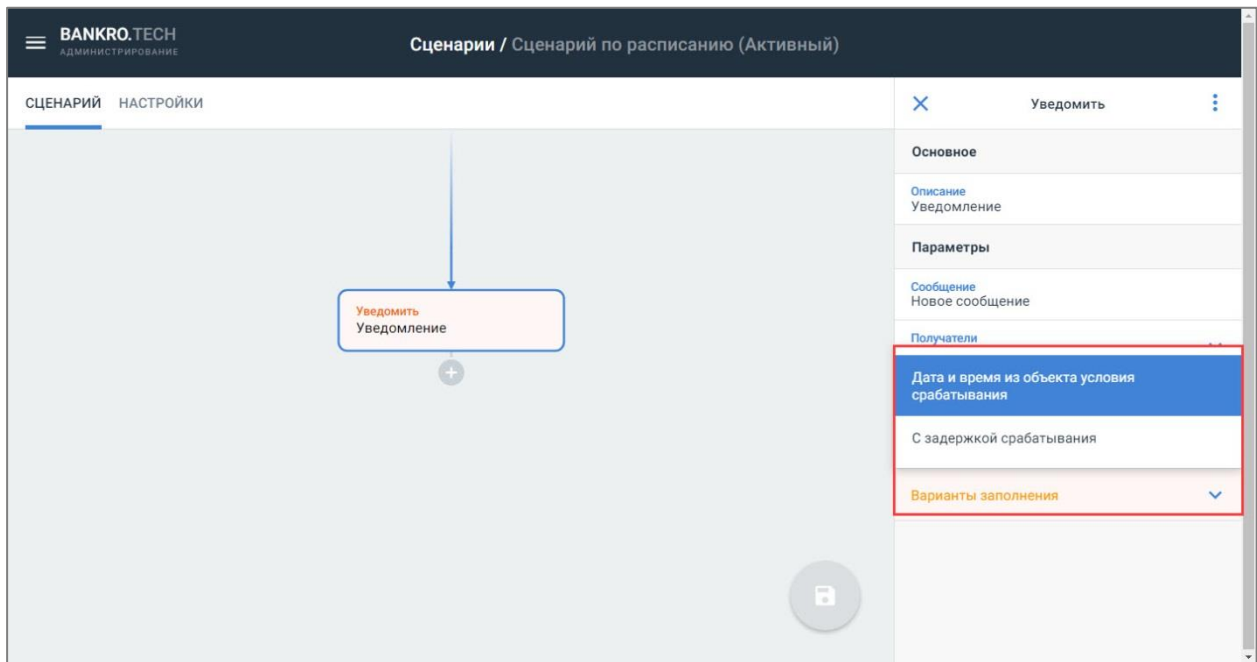 BANKRO.TECH
АДМИНИСТРИРОВАНИЕ
Сценарии / Сценарий по расписанию (Активный)
СЦЕНАРИЙ НАСТРОЙКИ
Уведомить
Основное
Описание
Уведомление
Параметры
Сообщение
Новое сообщение
Получатели
Дата и время из объекта условия
срабатывания
С задержкой срабатывания
Варианты заполнения
Уведомить
Уведомление